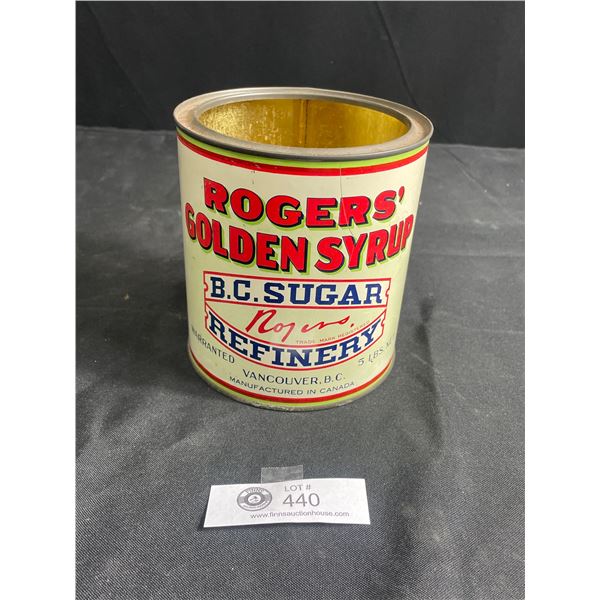 ROGERS'
GOLDEN SYRUP
B.C. SUGAR
Rogers
TRADE MARK
REFINERY
WARRANTED
5 LBS.
VANCOUVER, B.C.
MANUFACTURED IN CANADA
LOT #
440
www.finnsauctionhouse.com